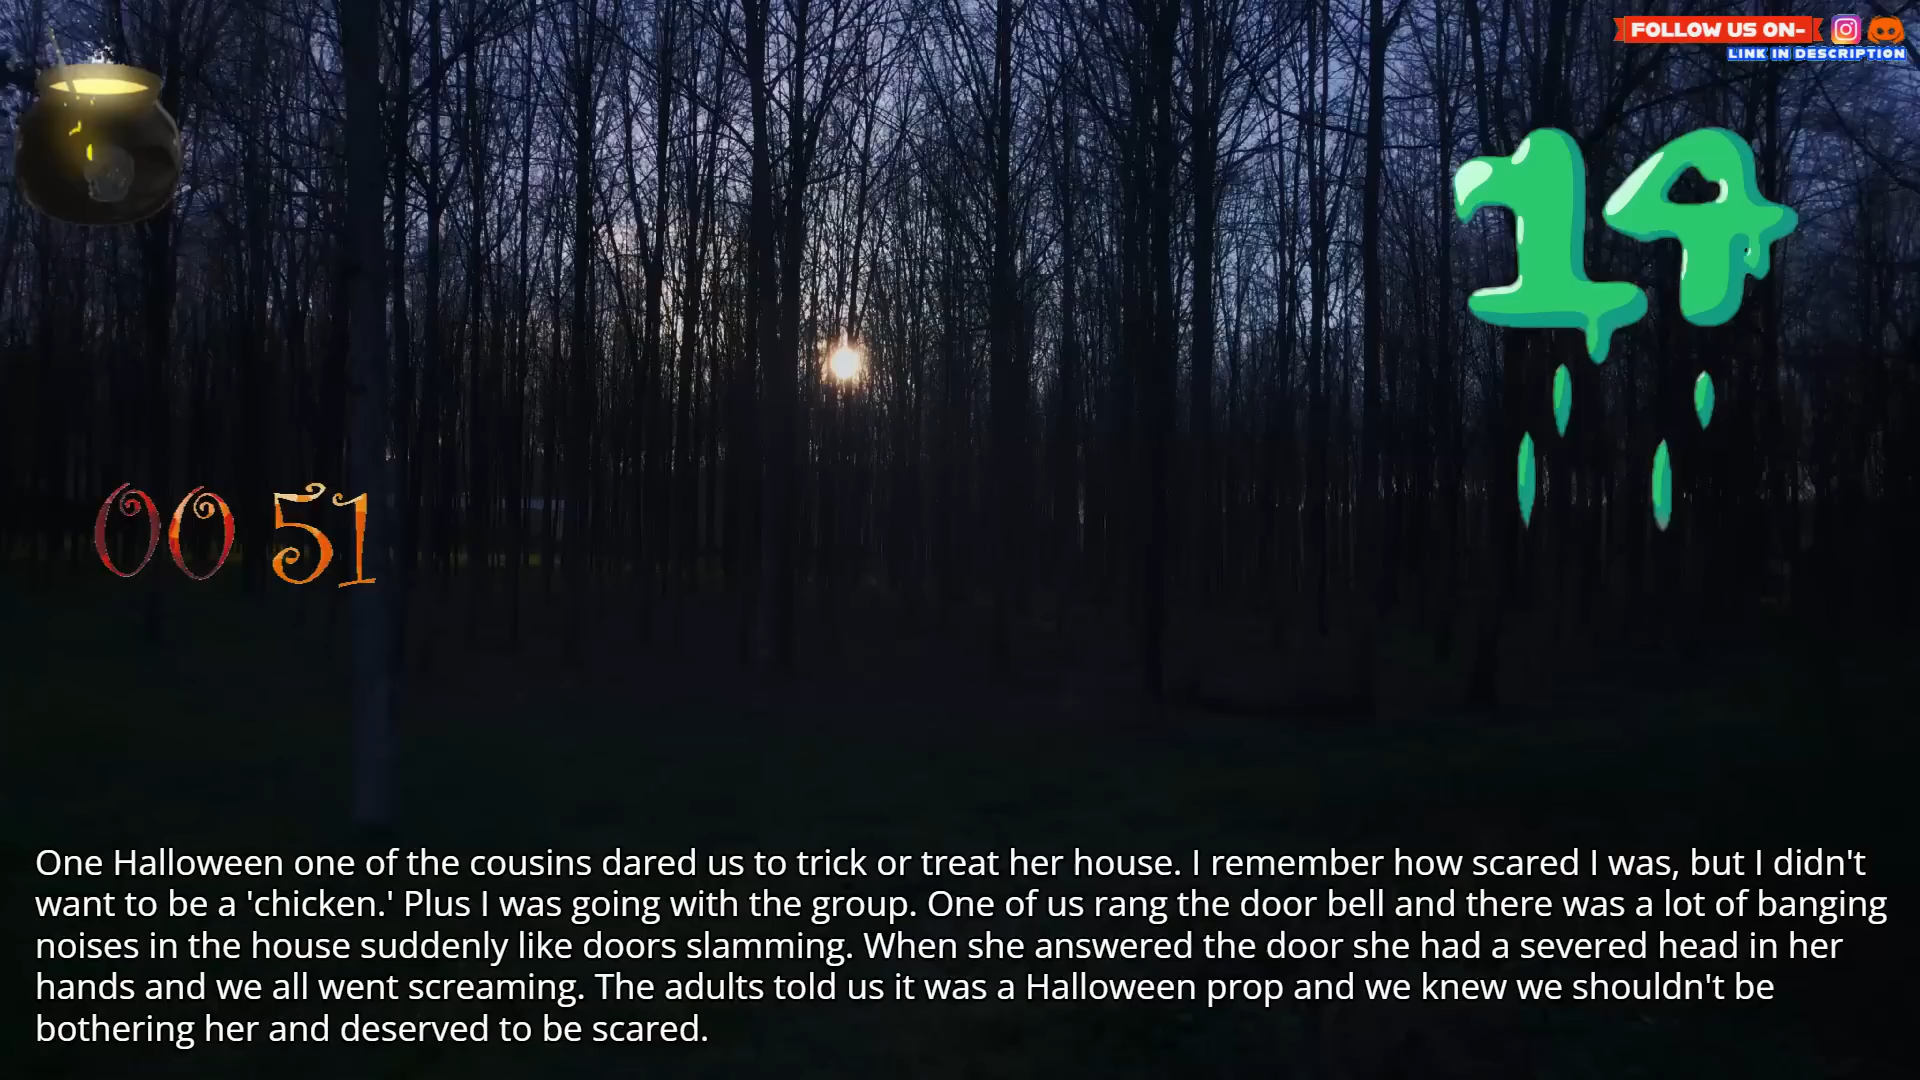 FOLLOW US ON-
LINK IN DESCRIPTION
14
00 51
One Halloween one of the cousins dared us to trick or treat her house. I remember how scared I was, but I didn't
want to be a 'chicken.' Plus I was going with the group. One of us rang the door bell and there was a lot of banging
noises in the house suddenly like doors slamming. When she answered the door she had a severed head in her
hands and we all went screaming. The adults told us it was a Halloween prop and we knew we shouldn't be
bothering her and deserved to be scared.